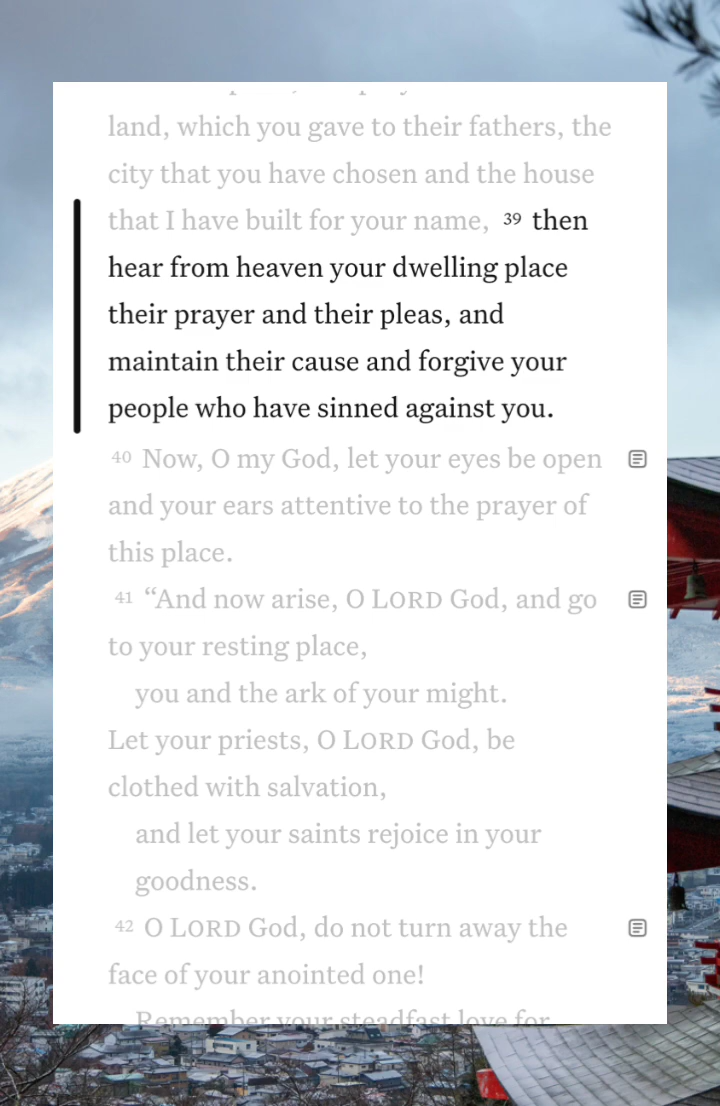 land, which you gave to their fathers, the
city that you have chosen and the house
that I have built for your name, 39 then
hear from heaven your dwelling place
their prayer and their pleas, and
maintain their cause and forgive your
people who have sinned against you.
40 Now, O my God, let your eyes be open
and your ears attentive to the prayer of
this place.
41 “And now arise, O LORD God, and go
to your resting place,
you and the ark of your might.
Let your priests, O LORD God, be
clothed with salvation,
and let your saints rejoice in your
goodness.
42 O LORD God, do not turn away the
face of your anointed one!
Remember your steadfast love for